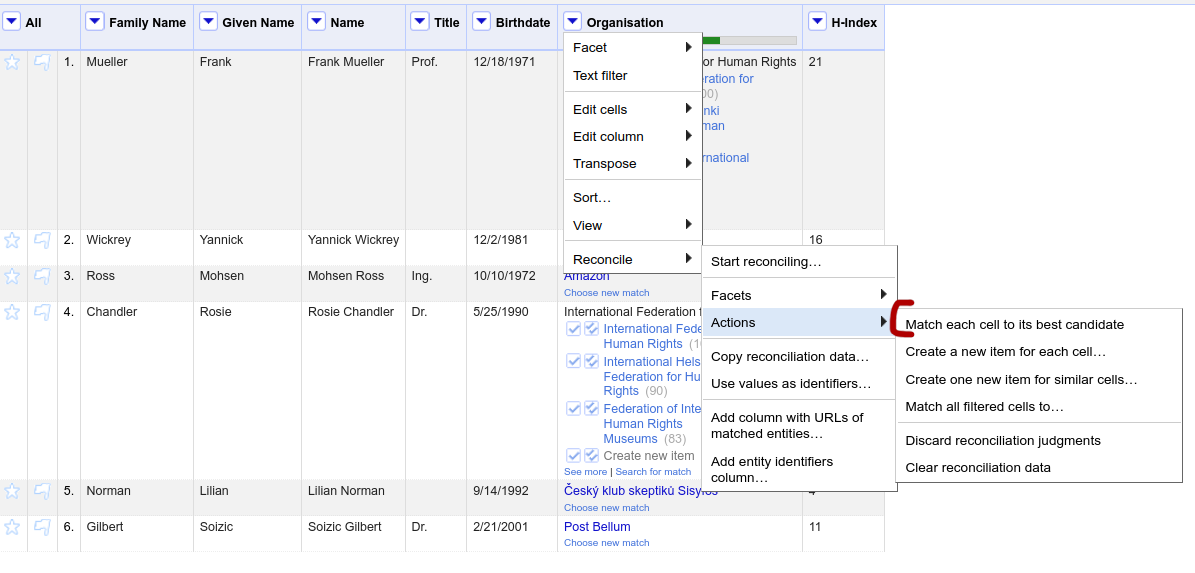 All Family Name Given Name Name Title Birthdate Organisation H-Index
1. Mueller Frank Frank Mueller Prof. 12/18/1971 or Human Rights 21
2. Wickrey Yannick Yannick Wickrey 12/2/1981 16
3. Ross Mohsen Mohsen Ross Ing. 10/10/1972 Amazon
Choose new match
4. Chandler Rosie Rosie Chandler Dr. 5/25/1990 International Federation
International Fede
Human Rights
International Hels
Federation for Hu
Rights (90)
Federation of Inte
Human Rights
Museums (83)
Create new item
See more | Search for match
5. Norman Lilian Lilian Norman 9/14/1992 Český klub skeptiků Sisyfos 4
Choose new match
6. Gilbert Soizic Soizic Gilbert Dr. 2/21/2001 Post Bellum 11
Choose new match
eration for
00)
nki
man
rnational
Facet
Text filter
Edit cells
Edit column
Transpose
Sort…
View
Reconcile
Start reconciling…
Facets
Actions
Copy reconciliation data…
Use values as identifiers…
Add column with URLs of
matched entities…
Add entity identifiers
column…
Match each cell to its best candidate
Create a new item for each cell…
Create one new item for similar cells…
Match all filtered cells to…
Discard reconciliation judgments
Clear reconciliation data